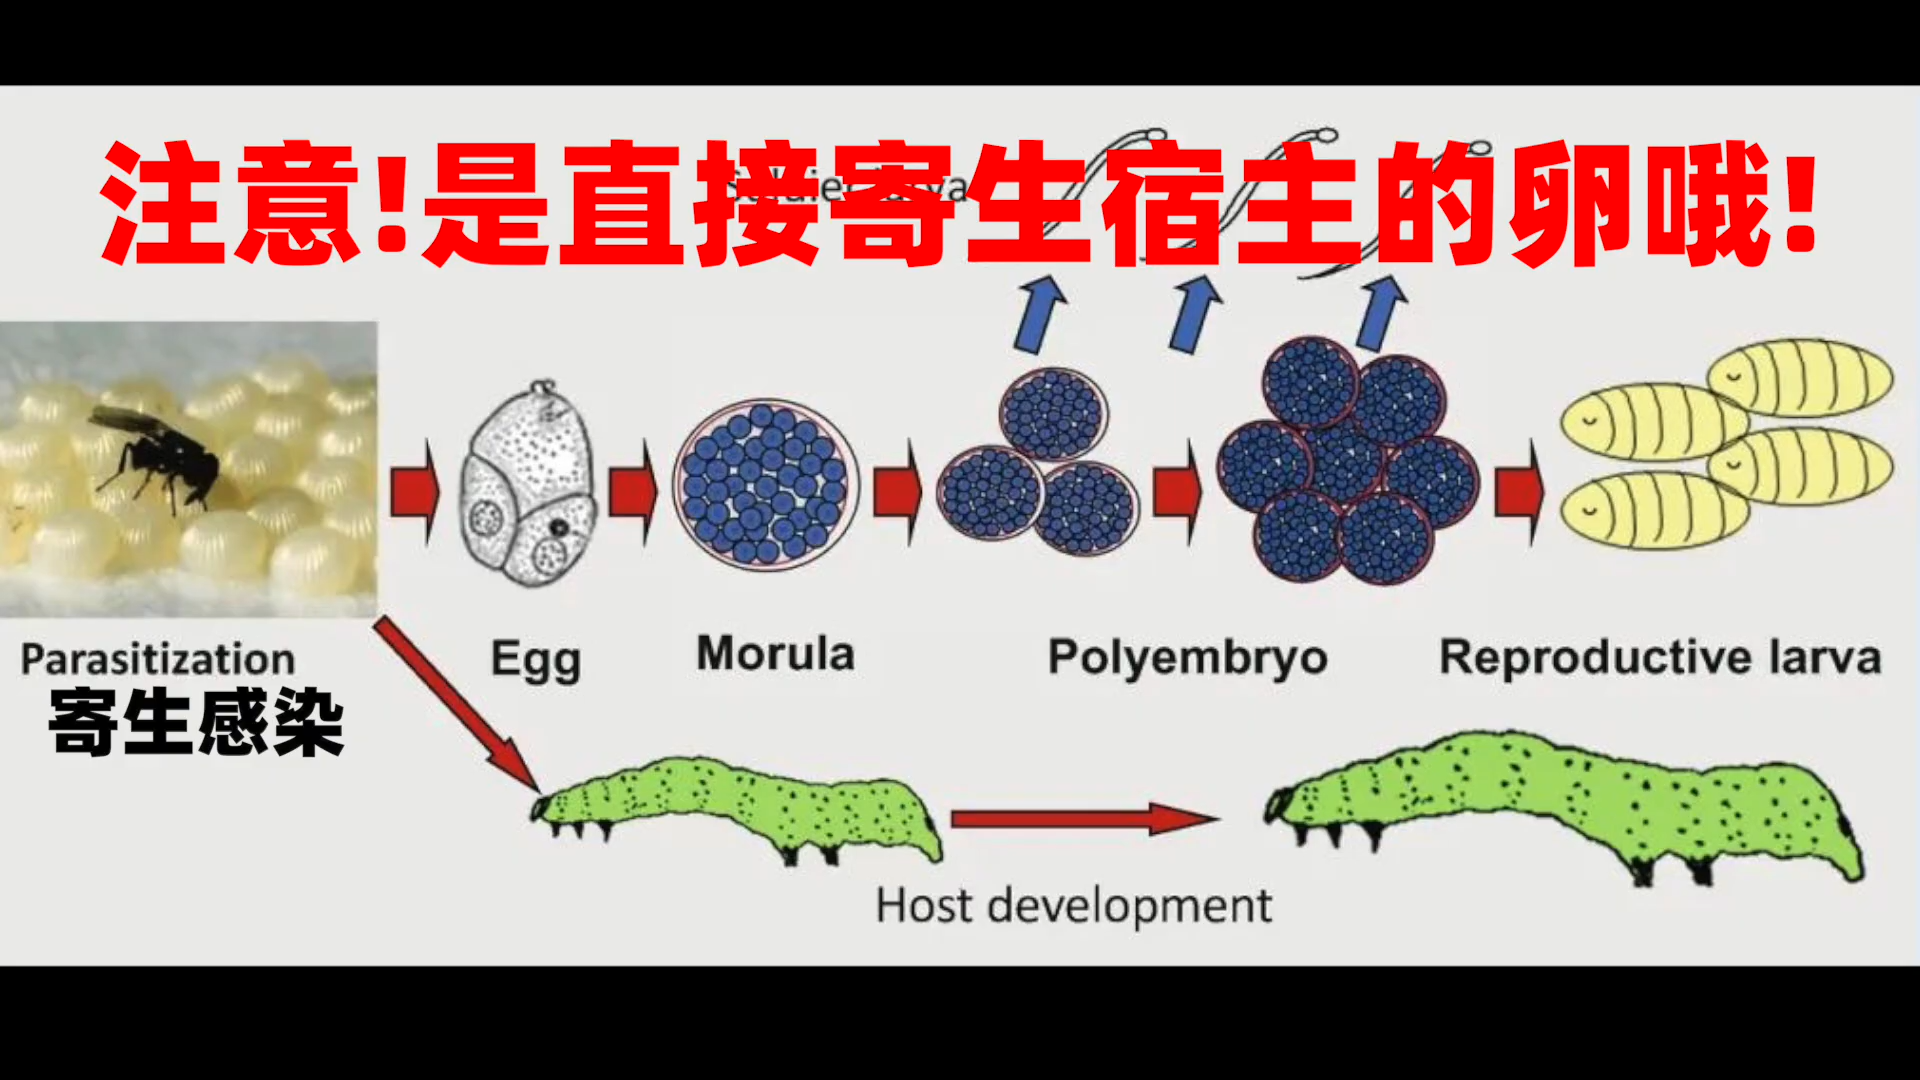 注意!是直接寄生宿主的卵哦!
Parasitization
寄生感染
Egg
Morula
Polyembryo
Reproductive larva
Host development